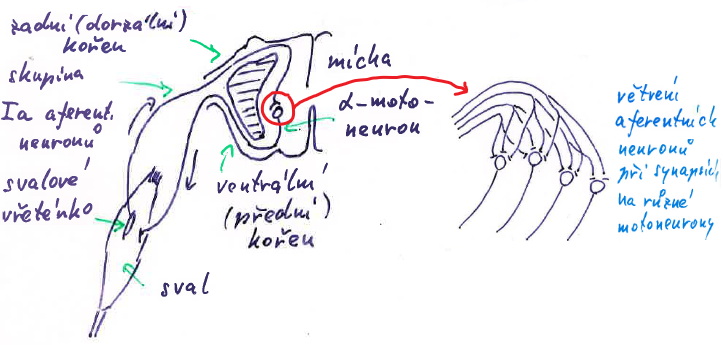 zadní (dorzální)
kořen
skupina
Ia aferent.
neuronů
svalové
vřeténko
sval
mícha
α-moto-
neuron
ventrální
(přední)
kořen
větvení
aferentních
neuronů
při synapsích
na různé
motoneurony